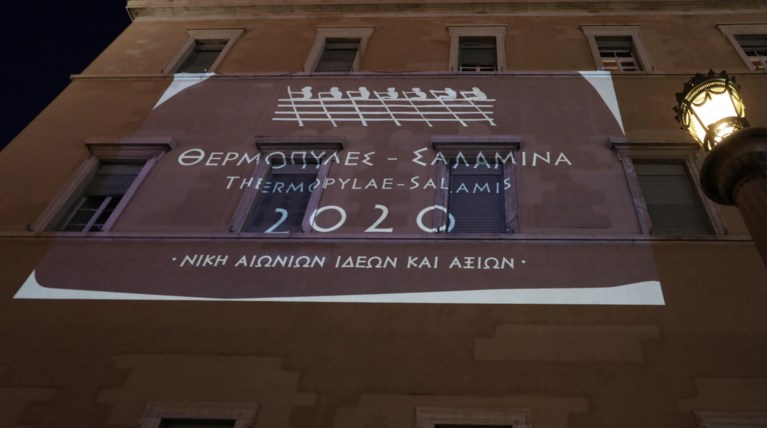 ΘΕΡΜΟΠΥΛΕΣ - ΣΑΛΑΜΙΝΑ
THERMOPYLAE-SALAMIS
2020
·ΝΙΚΗ ΑΙΩΝΙΩΝ ΙΔΕΩΝ ΚΑΙ ΑΞΙΩΝ·